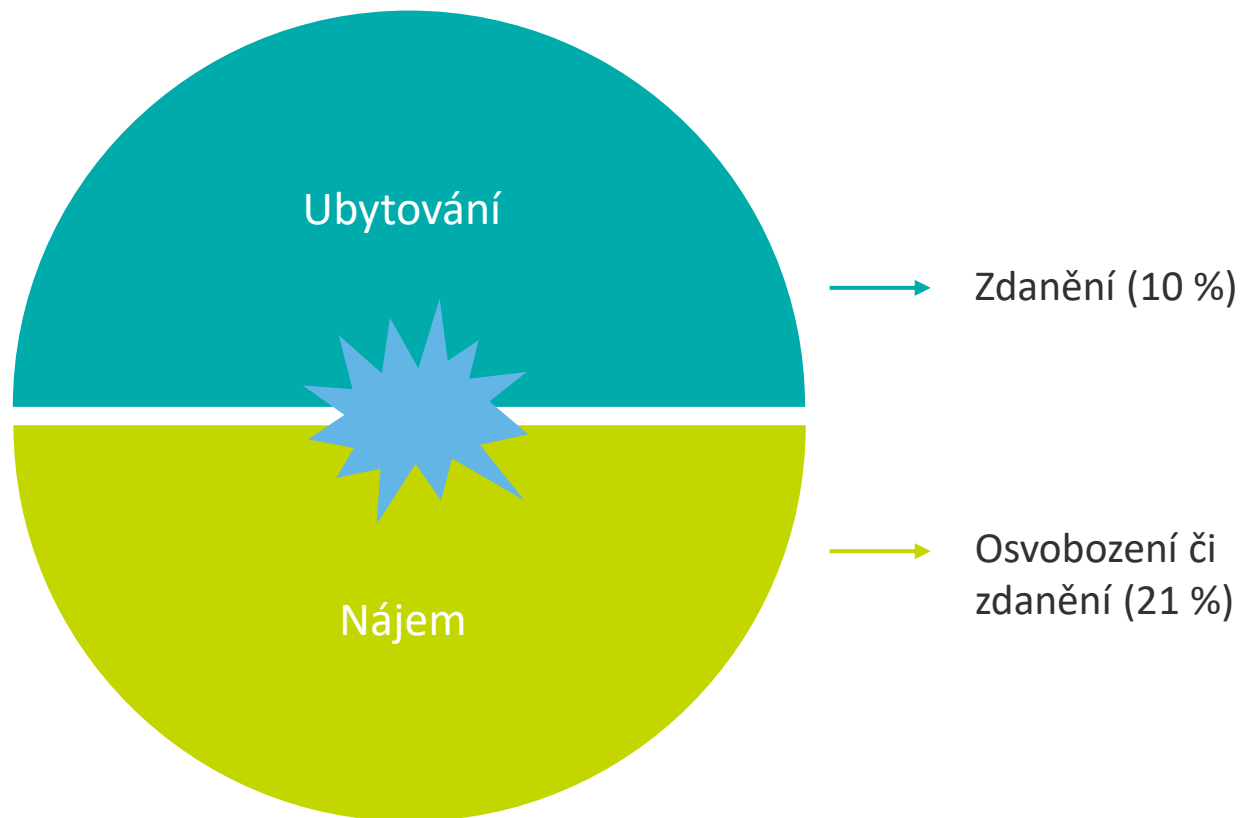 Ubytování
Zdanění (10 %)
Osvobození či
zdanění (21 %)
Nájem